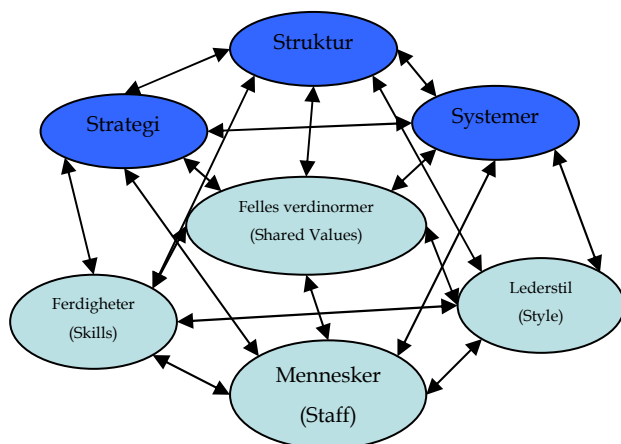 Struktur
Strategi
Systemer
Felles verdinormer
(Shared Values)
Ferdigheter
(Skills)
Lederstil
(Style)
Mennesker
(Staff)